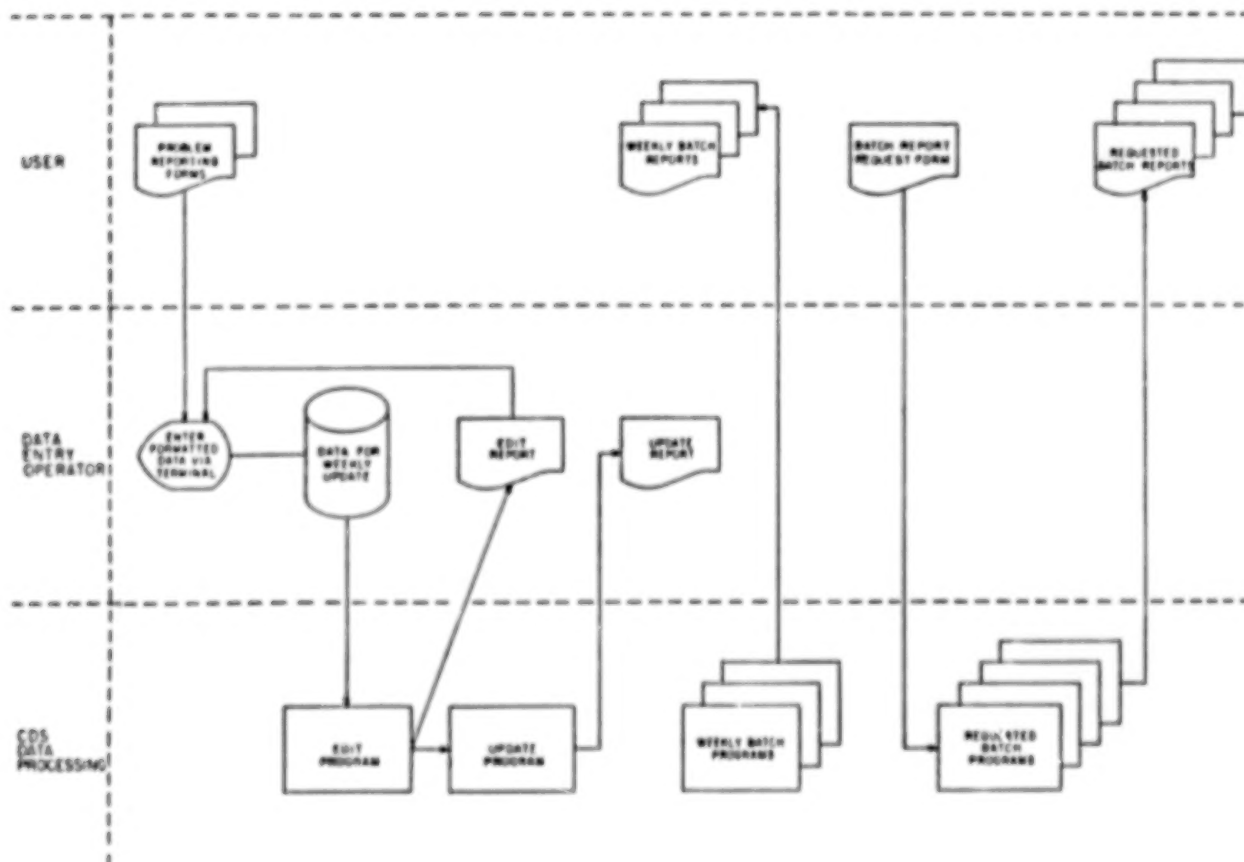 USER
PROBLEM
REPORTING
FORMS
WEEKLY BATCH
REPORTS
BATCH REPORT
REQUEST FORM
REQUESTED
BATCH REPORTS
DATA
ENTRY
OPERATOR
ENTER
FORMATTED
DATA VIA
TERMINAL
DATA FOR
WEEKLY
UPDATE
EDIT
REPORT
UPDATE
REPORT
CDS
DATA
PROCESSING
EDIT
PROGRAM
UPDATE
PROGRAM
WEEKLY BATCH
PROGRAMS
REQUESTED
BATCH
PROGRAMS